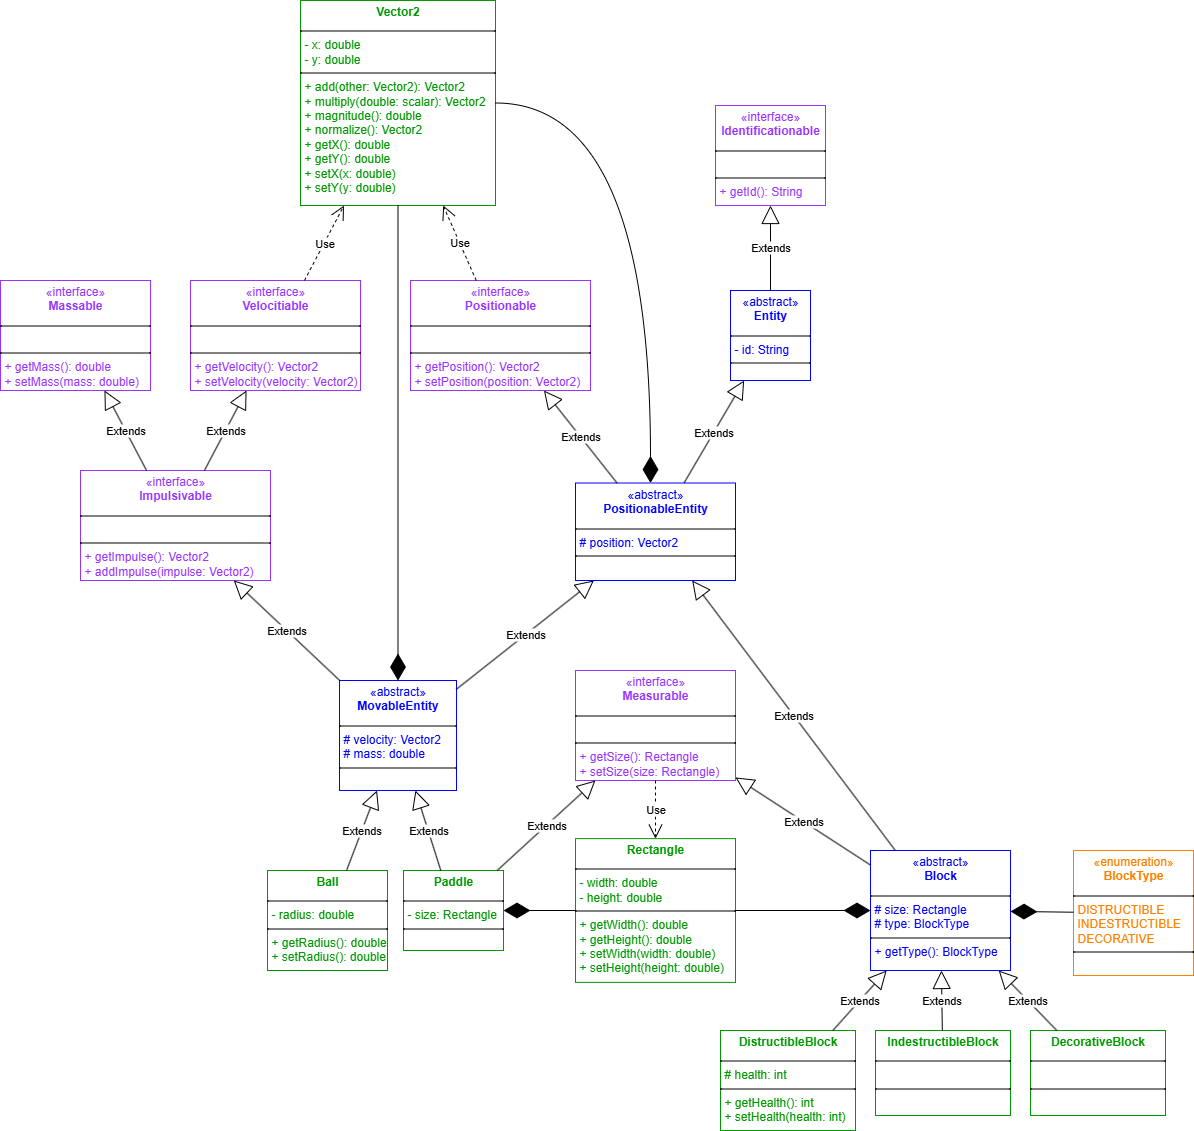 Vector2
- x: double
- y: double
+ add(other: Vector2): Vector2
+ multiply(double: scalar): Vector2
+ magnitude(): double
+ normalize(): Vector2
+ getX(): double
+ getY(): double
+ setX(x: double)
+ setY(y: double)
«interface»
Identificationable
+ getId(): String
Use
Use
Extends
«interface»
Massable
+ getMass(): double
+ setMass(mass: double)
«interface»
Velocitiable
+ getVelocity(): Vector2
+ setVelocity(velocity: Vector2)
«interface»
Positionable
+ getPosition(): Vector2
+ setPosition(position: Vector2)
«abstract»
Entity
- id: String
Extends
Extends
Extends
Extends
«interface»
Impulsivable
+ getImpulse(): Vector2
+ addImpulse(impulse: Vector2)
«abstract»
PositionableEntity
# position: Vector2
Extends
Extends
Extends
«abstract»
MovableEntity
# velocity: Vector2
# mass: double
«interface»
Measurable
+ getSize(): Rectangle
+ setSize(size: Rectangle)
Extends
Extends
Extends
Use
Extends
Ball
- radius: double
+ getRadius(): double
+ setRadius(): double
Paddle
- size: Rectangle
Rectangle
- width: double
- height: double
+ getWidth(): double
+ getHeight(): double
+ setWidth(width: double)
+ setHeight(height: double)
«abstract»
Block
# size: Rectangle
# type: BlockType
+ getType(): BlockType
«enumeration»
BlockType
DISTRUCTIBLE
INDESTRUCTIBLE
DECORATIVE
Extends
Extends
Extends
DistructibleBlock
# health: int
+ getHealth(): int
+ setHealth(health: int)
IndestructibleBlock
DecorativeBlock